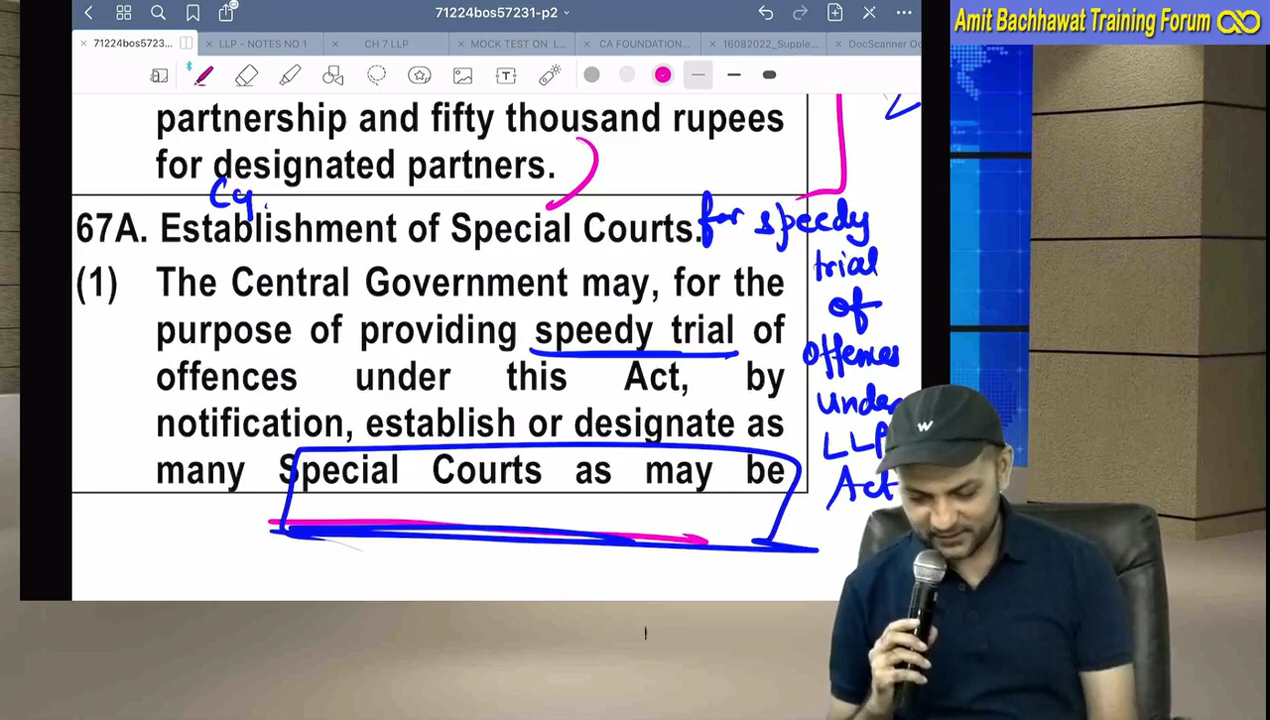 71224bos57231-p2
Amit Bachhawat Training Forum
71224bos5723...
LLP - NOTES NO 1
CH 7 LLP
MOCK TEST ON L...
CA FOUNDATION...
16082022_Supple...
DocScanner Oc
partnership and fifty thousand rupees
for designated partners.
CG.
67A. Establishment of Special Courts.
for speedy
trial
of
offences
under
LLP
Act
(1) The Central Government may, for the
purpose of providing speedy trial of
offences under this Act, by
notification, establish or designate as
many Special Courts as may be
W